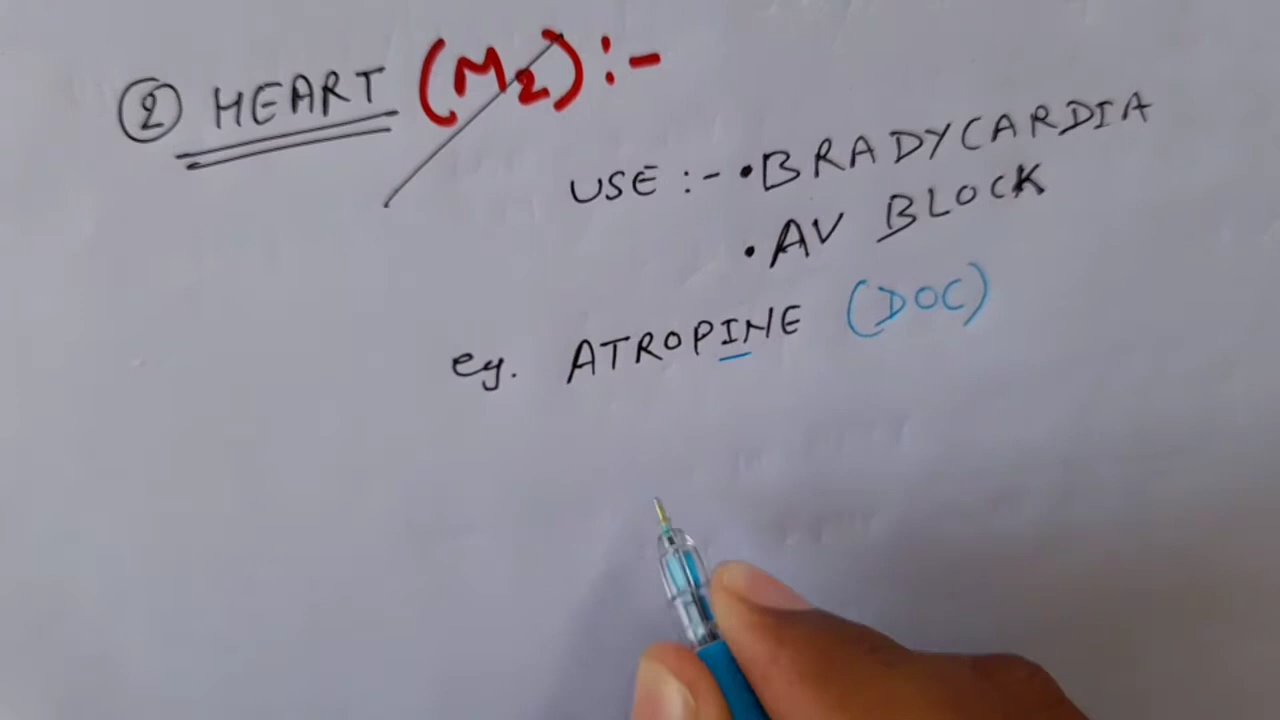 ② HEART (M2):-
USE :- • BRADYCARDIA
• AV BLOCK
eg. ATROPINE (DOC)